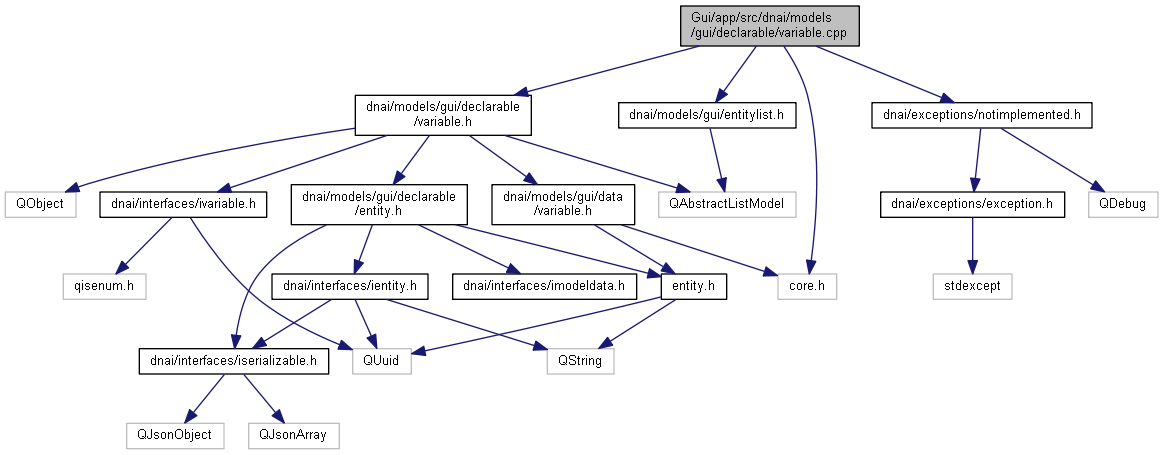 Gui/app/src/dnai/models
/gui/declarable/variable.cpp
dnai/models/gui/declarable
/variable.h
dnai/models/gui/entitylist.h
dnai/exceptions/notimplemented.h
QObject
dnai/interfaces/ivariable.h
dnai/models/gui/declarable
/entity.h
dnai/models/gui/data
/variable.h
QAbstractListModel
dnai/exceptions/exception.h
QDebug
qisenum.h
dnai/interfaces/ientity.h
dnai/interfaces/imodeldata.h
entity.h
core.h
stdexcept
dnai/interfaces/iserializable.h
QUuid
QString
QJsonObject
QJsonArray